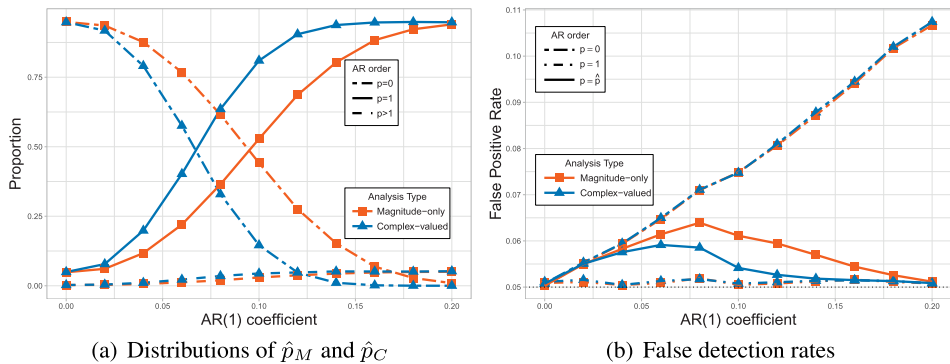 Proportion
0.75
0.50
0.25
0.00
0.00
0.05
0.10
0.15
0.20
AR(1) coefficient
AR order
p=0
p=1
p>1
Analysis Type
Magnitude−only
Complex−valued
(a) Distributions of p̂_M and p̂_C
False Positive Rate
0.11
0.10
0.09
0.08
0.07
0.06
0.05
0.00
0.05
0.10
0.15
0.20
AR(1) coefficient
AR order
p = 0
p = 1
p = p̂
Analysis Type
Magnitude−only
Complex−valued
(b) False detection rates